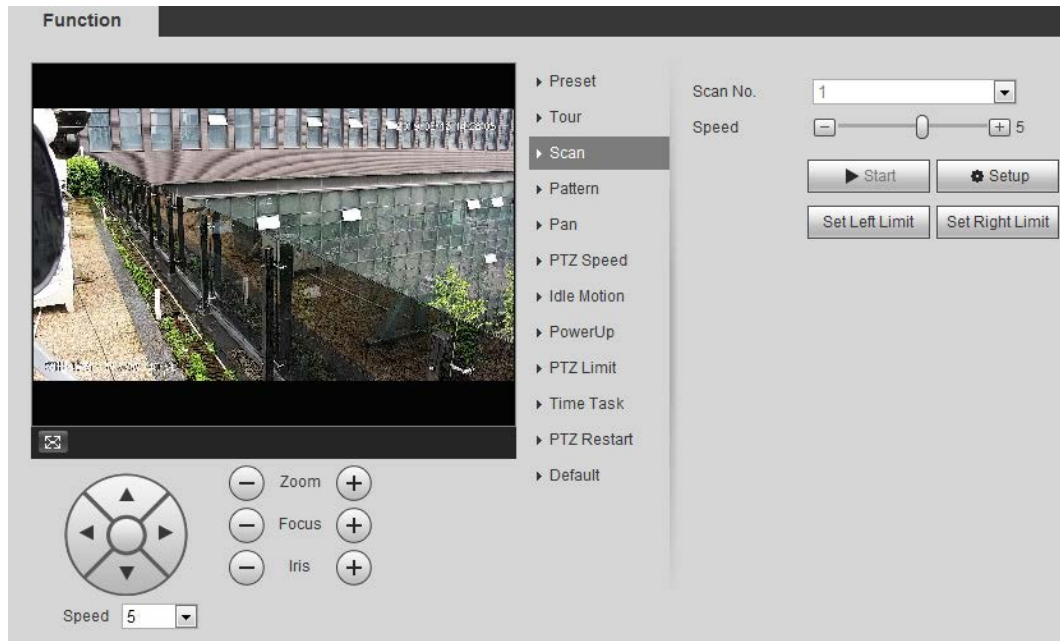 Function
Preset
Tour
Scan
Pattern
Pan
PTZ Speed
Idle Motion
PowerUp
PTZ Limit
Time Task
PTZ Restart
Default
Scan No. 1
Speed 5
Start Setup
Set Left Limit Set Right Limit
Zoom
Focus
Iris
Speed 5